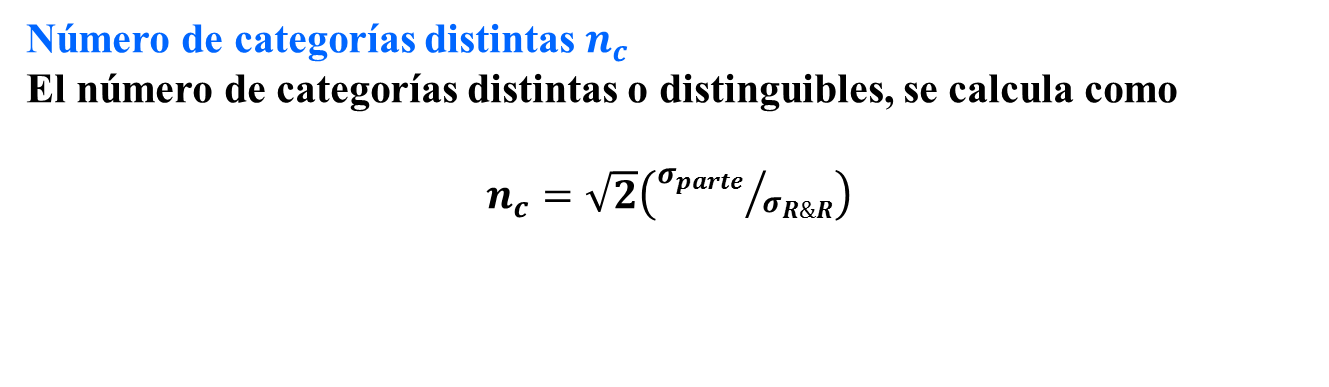 Número de categorías distintas n_c
El número de categorías distintas o distinguibles, se calcula como
n_c = √2(σ_parte/σ_R&R)